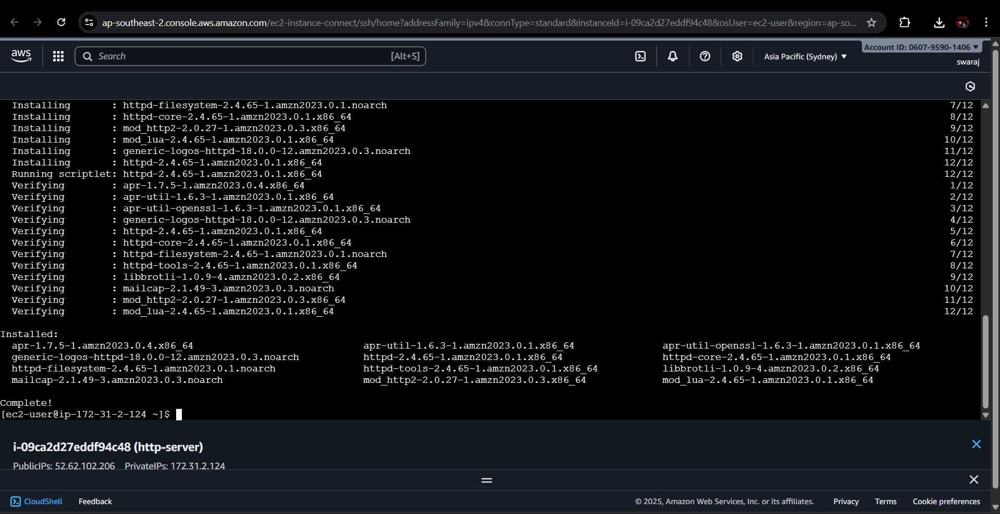 ap-southeast-2.console.aws.amazon.com/ec2-instance-connect/ssh/home?addressFamily=ipv4&connType=standard&instanceId=i-09ca2d27eddf94c48&osUser=ec2-user&region=ap-so...
aws
Search [Alt+S]
Asia Pacific (Sydney)
Account ID: 0607-9590-1406
swaraj
Installing : httpd-filesystem-2.4.65-1.amzn2023.0.1.noarch 7/12
Installing : httpd-core-2.4.65-1.amzn2023.0.1.x86_64 8/12
Installing : mod_http2-2.0.27-1.amzn2023.0.3.x86_64 9/12
Installing : mod_lua-2.4.65-1.amzn2023.0.1.x86_64 10/12
Installing : generic-logos-httpd-18.0.0-12.amzn2023.0.3.noarch 11/12
Installing : httpd-2.4.65-1.amzn2023.0.1.x86_64 12/12
Running scriptlet: httpd-2.4.65-1.amzn2023.0.1.x86_64 12/12
Verifying : apr-1.7.5-1.amzn2023.0.4.x86_64 1/12
Verifying : apr-util-1.6.3-1.amzn2023.0.1.x86_64 2/12
Verifying : apr-util-openssl-1.6.3-1.amzn2023.0.1.x86_64 3/12
Verifying : generic-logos-httpd-18.0.0-12.amzn2023.0.3.noarch 4/12
Verifying : httpd-2.4.65-1.amzn2023.0.1.x86_64 5/12
Verifying : httpd-core-2.4.65-1.amzn2023.0.1.x86_64 6/12
Verifying : httpd-filesystem-2.4.65-1.amzn2023.0.1.noarch 7/12
Verifying : httpd-tools-2.4.65-1.amzn2023.0.1.x86_64 8/12
Verifying : libbrotli-1.0.9-4.amzn2023.0.2.x86_64 9/12
Verifying : mailcap-2.1.49-3.amzn2023.0.3.noarch 10/12
Verifying : mod_http2-2.0.27-1.amzn2023.0.3.x86_64 11/12
Verifying : mod_lua-2.4.65-1.amzn2023.0.1.x86_64 12/12
Installed:
apr-1.7.5-1.amzn2023.0.4.x86_64 apr-util-1.6.3-1.amzn2023.0.1.x86_64 apr-util-openssl-1.6.3-1.amzn2023.0.1.x86_64
generic-logos-httpd-18.0.0-12.amzn2023.0.3.noarch httpd-2.4.65-1.amzn2023.0.1.x86_64 httpd-core-2.4.65-1.amzn2023.0.1.x86_64
httpd-filesystem-2.4.65-1.amzn2023.0.1.noarch httpd-tools-2.4.65-1.amzn2023.0.1.x86_64 libbrotli-1.0.9-4.amzn2023.0.2.x86_64
mailcap-2.1.49-3.amzn2023.0.3.noarch mod_http2-2.0.27-1.amzn2023.0.3.x86_64 mod_lua-2.4.65-1.amzn2023.0.1.x86_64
Complete!
[ec2-user@ip-172-31-2-124 ~]$
i-09ca2d27eddf94c48 (http-server)
PublicIPs: 52.62.102.206 PrivateIPs: 172.31.2.124
CloudShell Feedback © 2025, Amazon Web Services, Inc. or its affiliates. Privacy Terms Cookie preferences